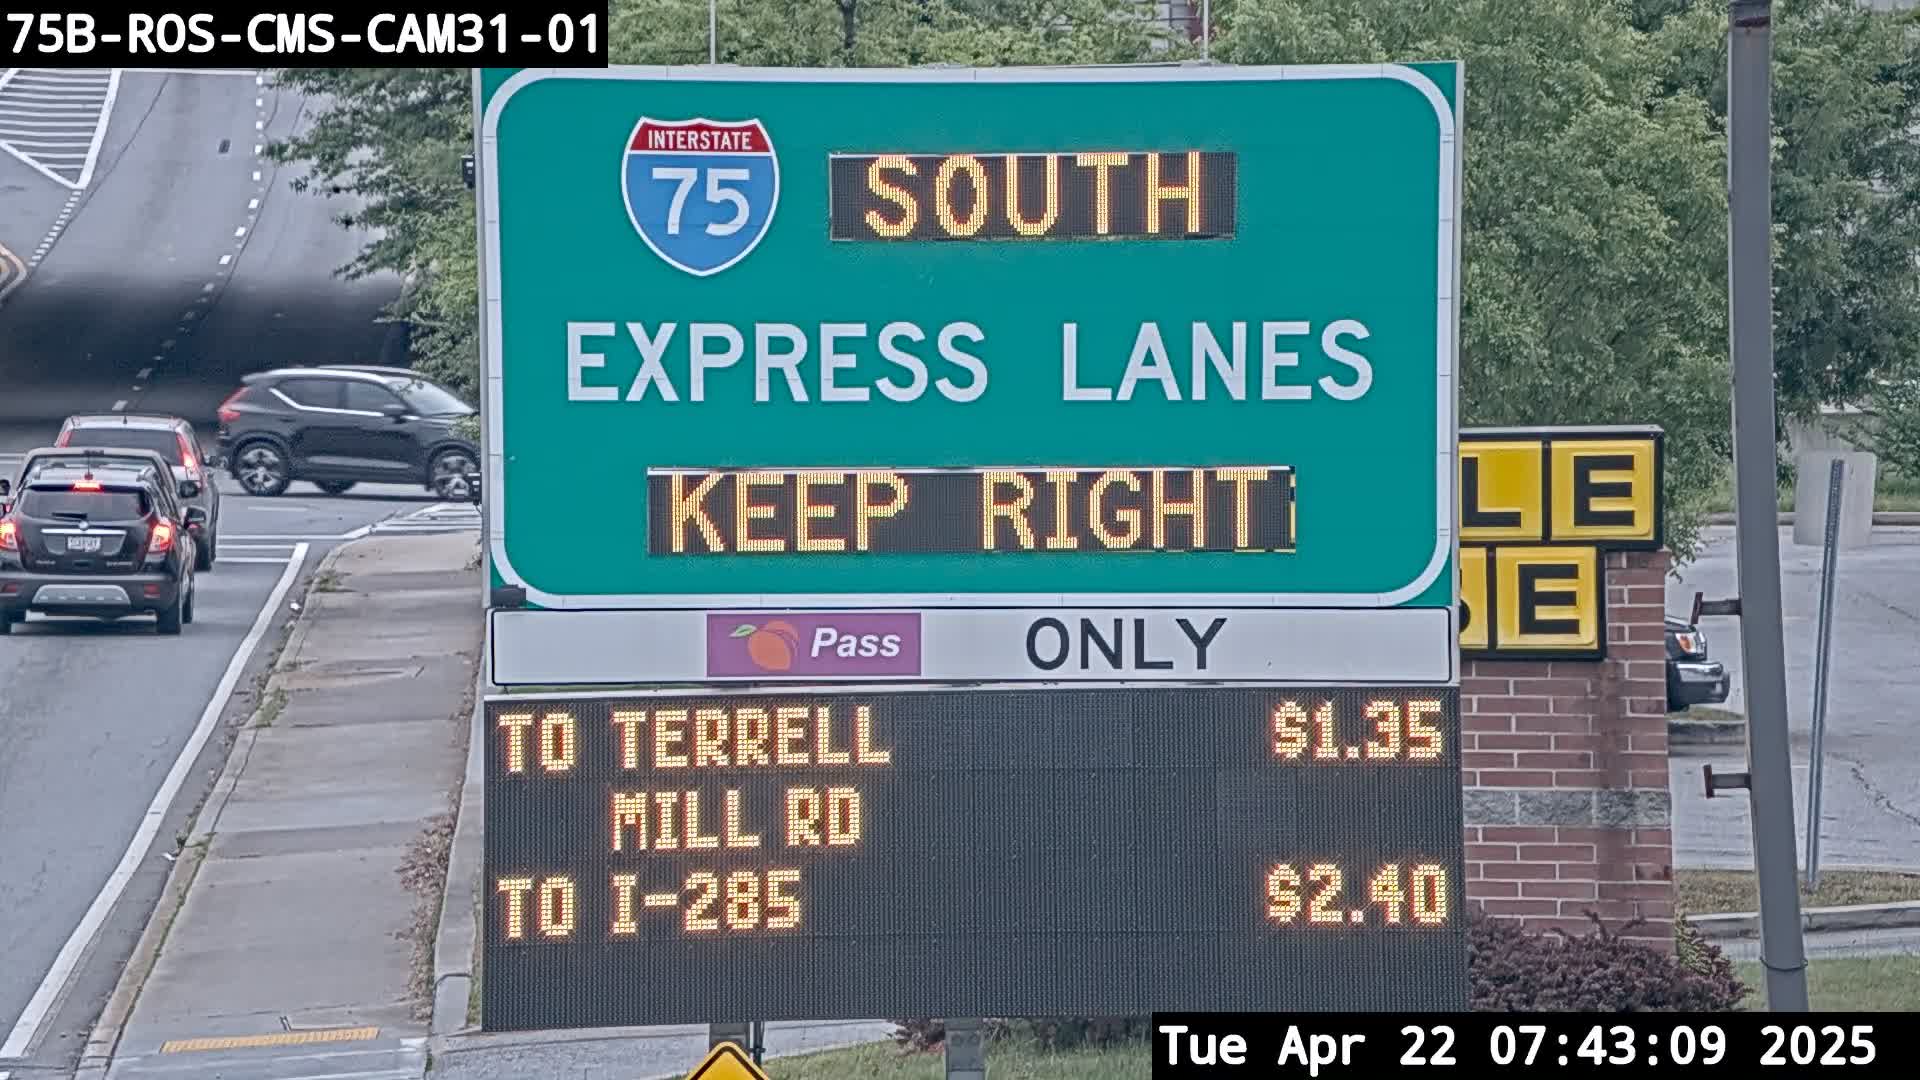 75B-ROS-CMS-CAM31-01
INTERSTATE
75
SOUTH
EXPRESS LANES
KEEP RIGHT
LE
E
Pass
ONLY
TO TERRELL $1.35
MILL RD
TO I-285 $2.40
Tue Apr 22 07:43:09 2025